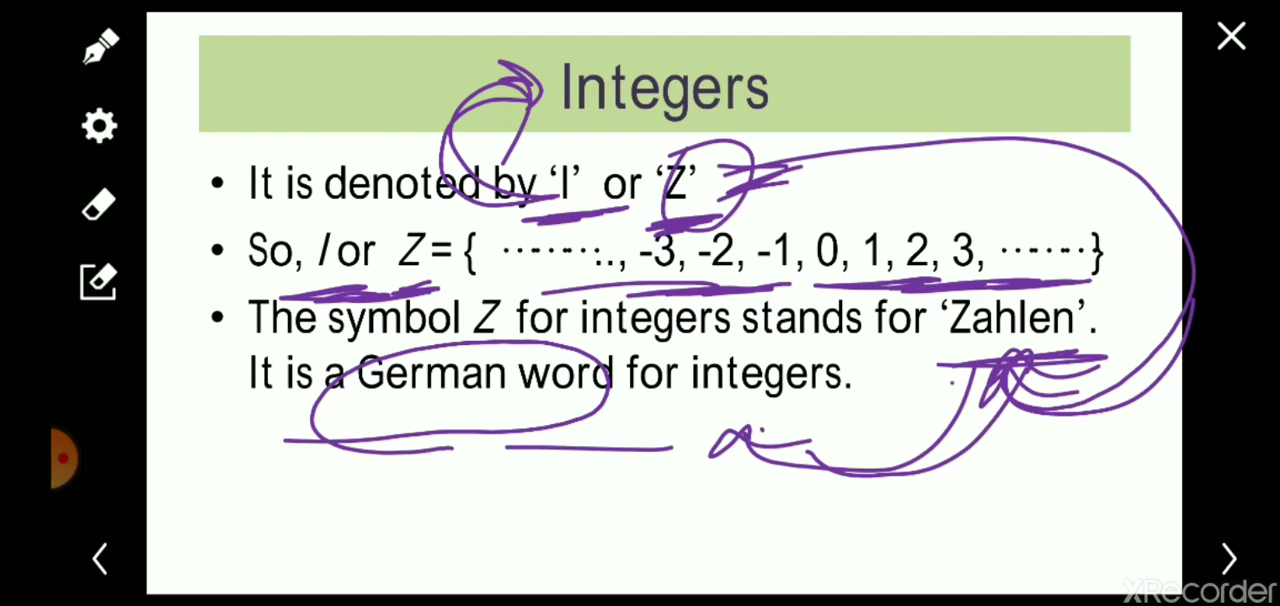 Integers
• It is denoted by ‘I’ or ‘Z’
• So, I or Z = { ·········.., -3, -2, -1, 0, 1, 2, 3, ········}
• The symbol Z for integers stands for ‘Zahlen’.
It is a German word for integers.
XRecorder